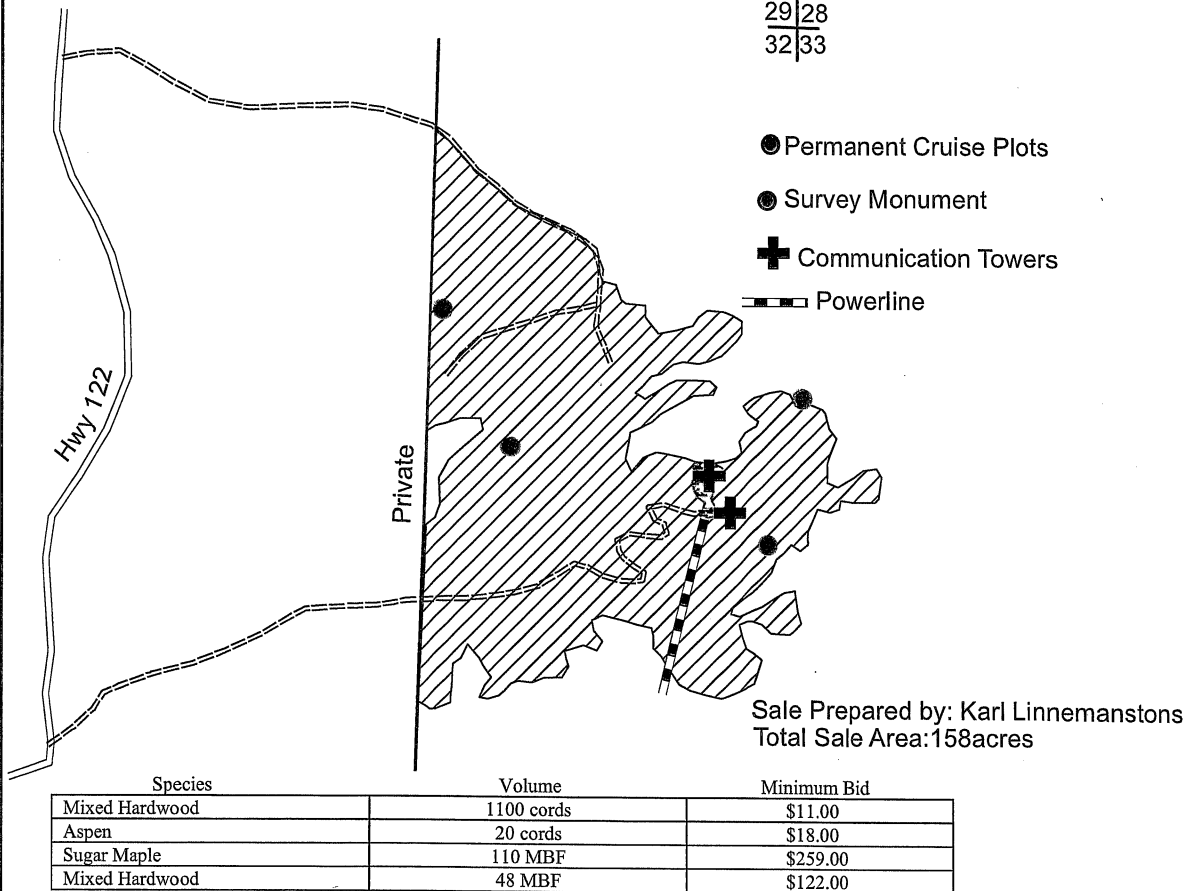 29 28
32 33
Permanent Cruise Plots
Survey Monument
Communication Towers
Powerline
Hwy 122
Private
Sale Prepared by: Karl Linnemanstons
Total Sale Area:158acres
Species Volume Minimum Bid
Mixed Hardwood 1100 cords $11.00
Aspen 20 cords $18.00
Sugar Maple 110 MBF $259.00
Mixed Hardwood 48 MBF $122.00